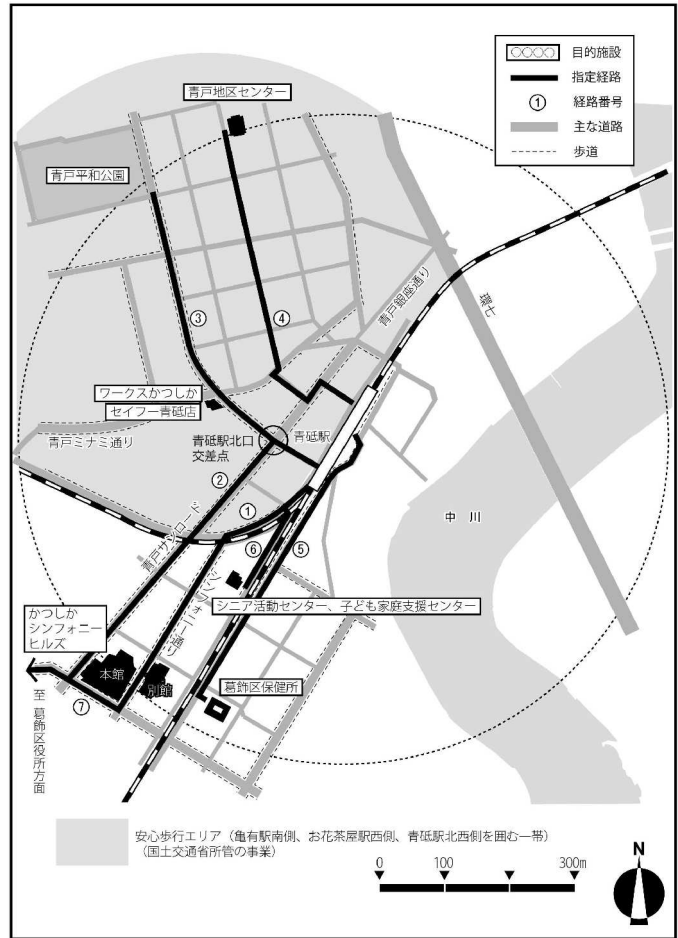 目的施設
指定経路
① 経路番号
主な道路
歩道
青戸地区センター
青戸平和公園
青戸銀座通り
環七
③
④
ワークスかつしか
セイフー青砥店
青戸ミナミ通り
青砥駅北口
交差点
青砥駅
②
①
中川
青戸サンロード
⑥
⑤
シンフォニー通り
シニア活動センター、子ども家庭支援センター
かつしか
シンフォニー
ヒルズ
本館
別館
葛飾区保健所
⑦
至 葛飾区役所方面
安心歩行エリア（亀有駅南側、お花茶屋駅西側、青砥駅北西側を囲む一帯）
（国土交通省所管の事業）
0 100 300m
N